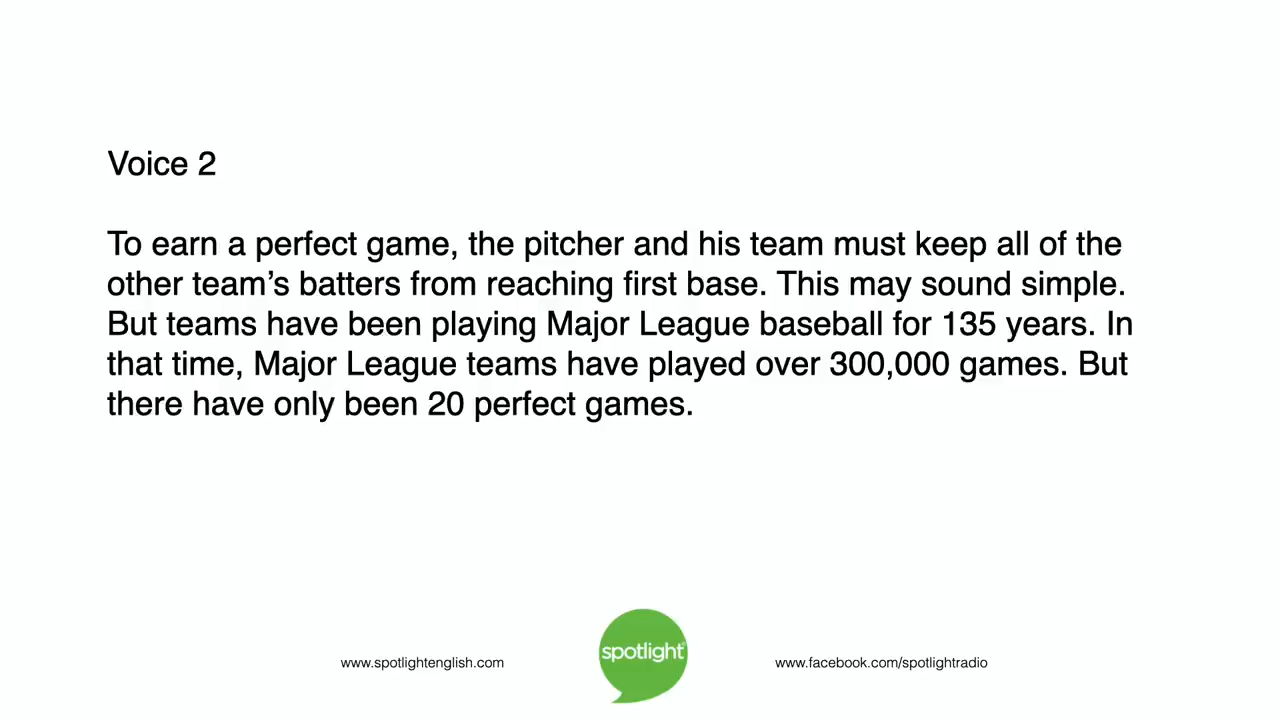 Voice 2
To earn a perfect game, the pitcher and his team must keep all of the
other team’s batters from reaching first base. This may sound simple.
But teams have been playing Major League baseball for 135 years. In
that time, Major League teams have played over 300,000 games. But
there have only been 20 perfect games.
www.spotlightenglish.com
spotlight
www.facebook.com/spotlightradio